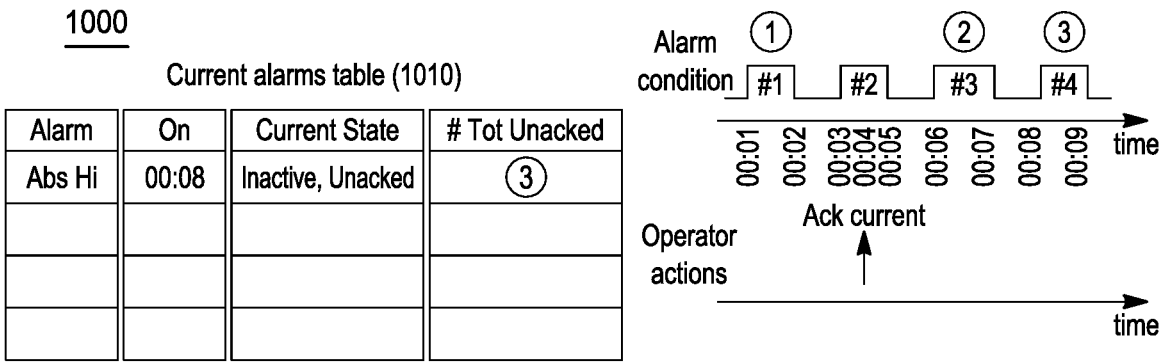 1000
Current alarms table (1010)
Alarm On Current State # Tot Unacked
Abs Hi 00:08 Inactive, Unacked 3
Alarm condition
1 2 3
#1 #2 #3 #4
00:01 00:02 00:03 00:04 00:05 00:06 00:07 00:08 00:09
time
Ack current
Operator
actions
time